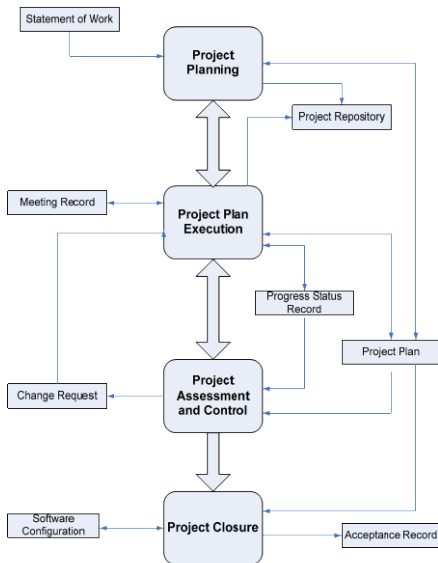 Statement of Work
Project
Planning
Project Repository
Meeting Record
Project Plan
Execution
Progress Status
Record
Project Plan
Project
Assessment
and Control
Change Request
Software
Configuration
Project Closure
Acceptance Record